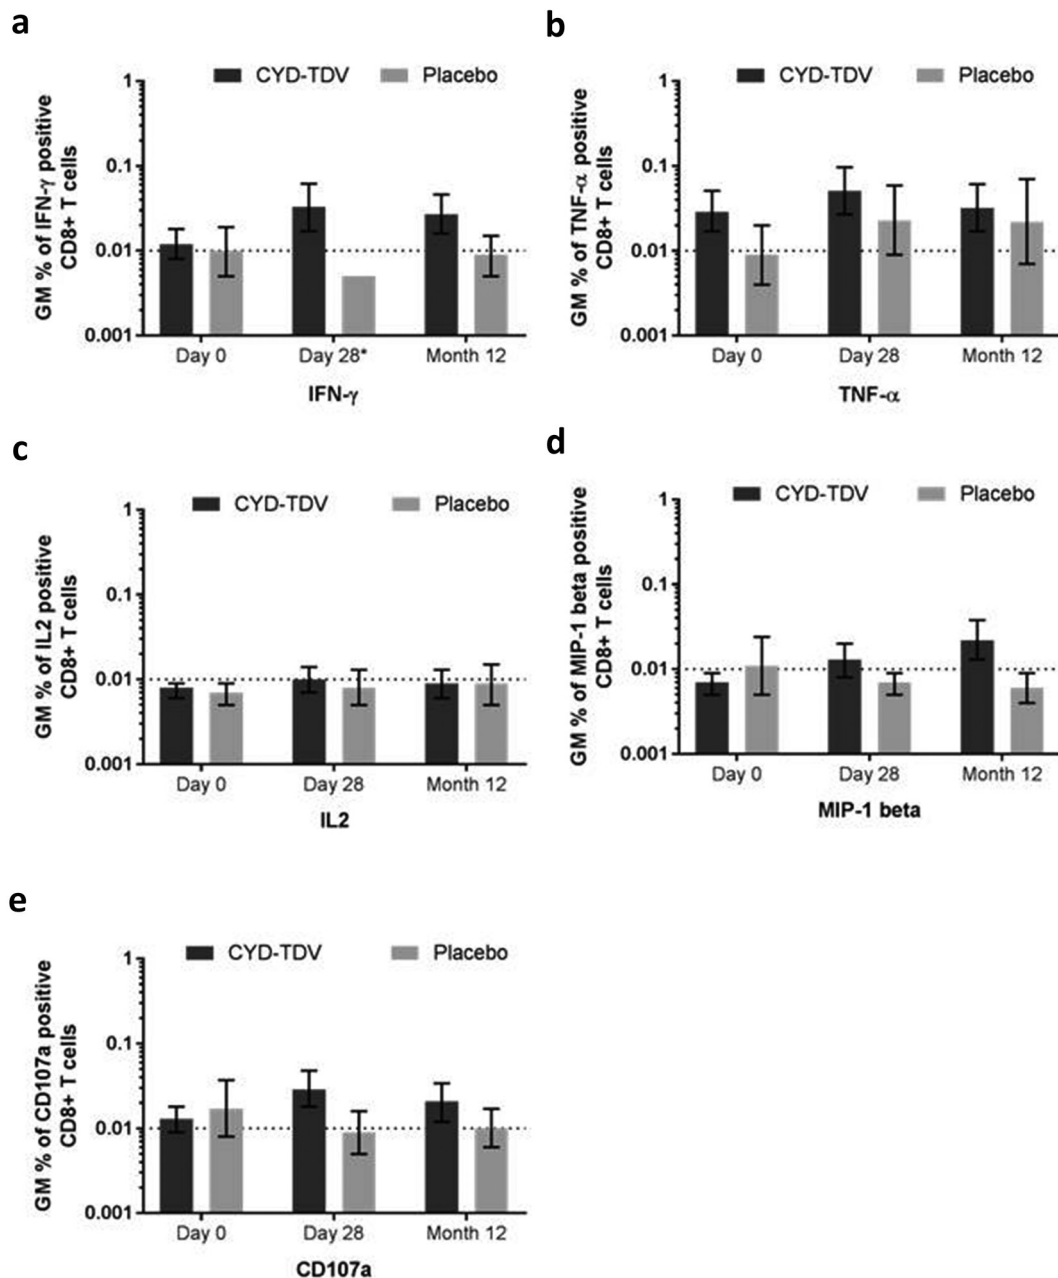 a
CYD-TDV Placebo
GM % of IFN-γ positive
CD8+ T cells
1
0.1
0.01
0.001
Day 0 Day 28* Month 12
IFN-γ
b
CYD-TDV Placebo
GM % of TNF-α positive
CD8+ T cells
1
0.1
0.01
0.001
Day 0 Day 28 Month 12
TNF-α
c
CYD-TDV Placebo
GM % of IL2 positive
CD8+ T cells
1
0.1
0.01
0.001
Day 0 Day 28 Month 12
IL2
d
CYD-TDV Placebo
GM % of MIP-1 beta positive
CD8+ T cells
1
0.1
0.01
0.001
Day 0 Day 28 Month 12
MIP-1 beta
e
CYD-TDV Placebo
GM % of CD107a positive
CD8+ T cells
1
0.1
0.01
0.001
Day 0 Day 28 Month 12
CD107a